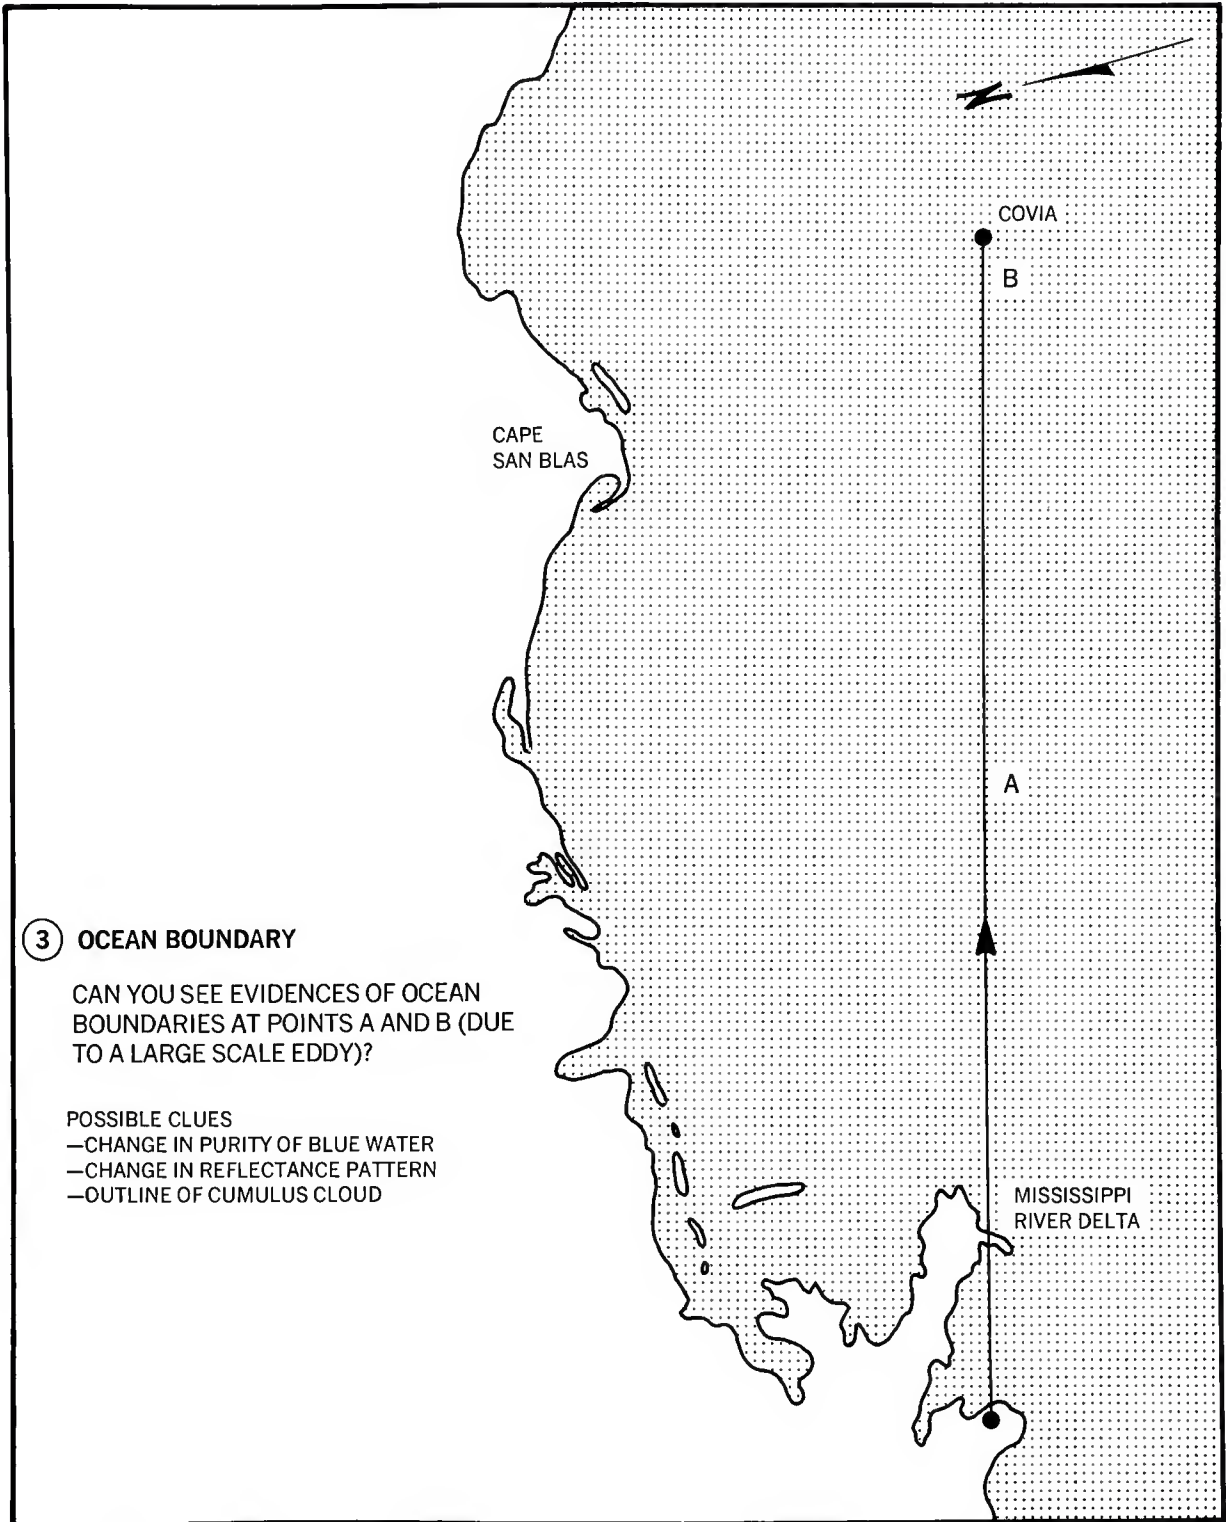 N
COVIA
B
CAPE
SAN BLAS
A
3 OCEAN BOUNDARY
CAN YOU SEE EVIDENCES OF OCEAN
BOUNDARIES AT POINTS A AND B (DUE
TO A LARGE SCALE EDDY)?
POSSIBLE CLUES
—CHANGE IN PURITY OF BLUE WATER
—CHANGE IN REFLECTANCE PATTERN
—OUTLINE OF CUMULUS CLOUD
MISSISSIPPI
RIVER DELTA